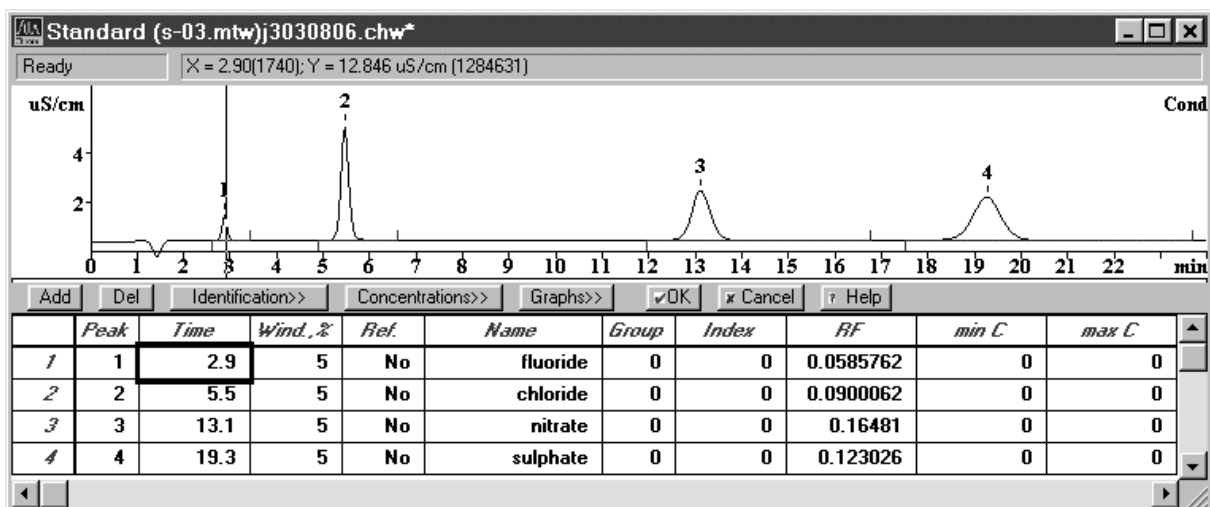 Standard (s-03.mtw)j3030806.chw*
Ready X = 2.90(1740); Y = 12.846 uS/cm (1284631)
uS/cm 2 Cond
4
3
4
1
2
0 1 2 3 4 5 6 7 8 9 10 11 12 13 14 15 16 17 18 19 20 21 22 min
Add Del Identification>> Concentrations>> Graphs>> OK Cancel ? Help
Peak Time Wind.,% Ref. Name Group Index RF min C max C
1 1 2.9 5 No fluoride 0 0 0.0585762 0 0
2 2 5.5 5 No chloride 0 0 0.0900062 0 0
3 3 13.1 5 No nitrate 0 0 0.16481 0 0
4 4 19.3 5 No sulphate 0 0 0.123026 0 0